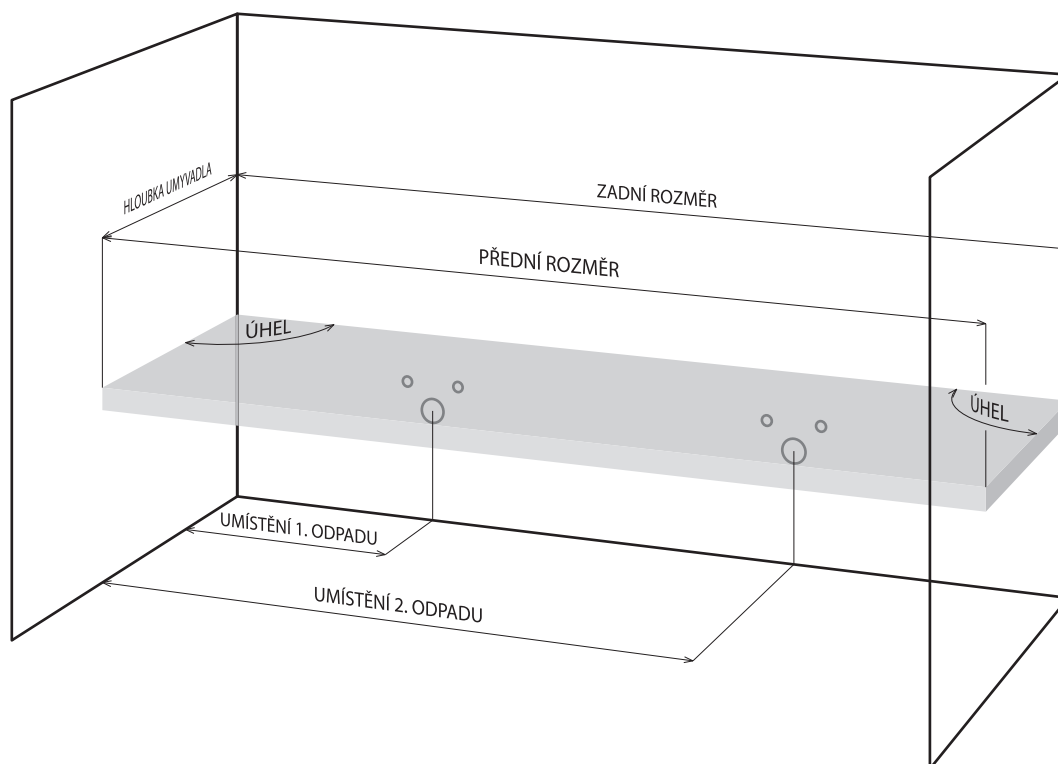 HLOUBKA UMYVADLA
ZADNÍ ROZMĚR
PŘEDNÍ ROZMĚR
ÚHEL
ÚHEL
UMÍSTĚNÍ 1. ODPADU
UMÍSTĚNÍ 2. ODPADU